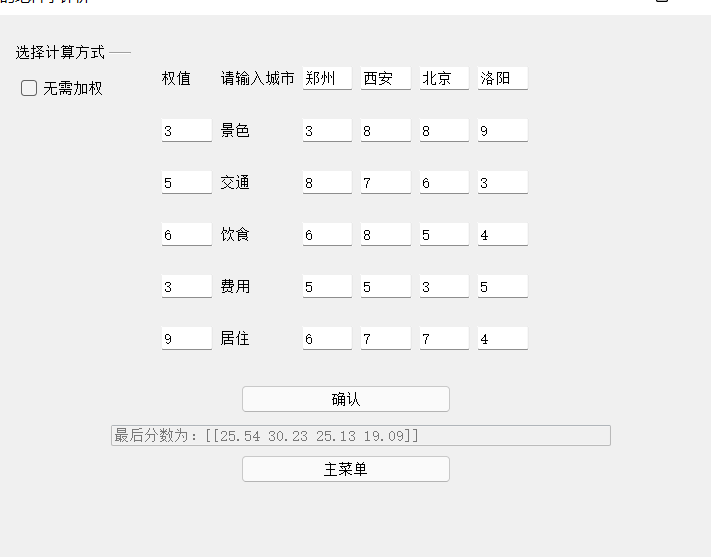 选择计算方式
无需加权
权值 请输入城市 郑州 西安 北京 洛阳
3 景色 3 8 8 9
5 交通 8 7 6 3
6 饮食 6 8 5 4
3 费用 5 5 3 5
9 居住 6 7 7 4
确认
最后分数为：[[25.54 30.23 25.13 19.09]]
主菜单